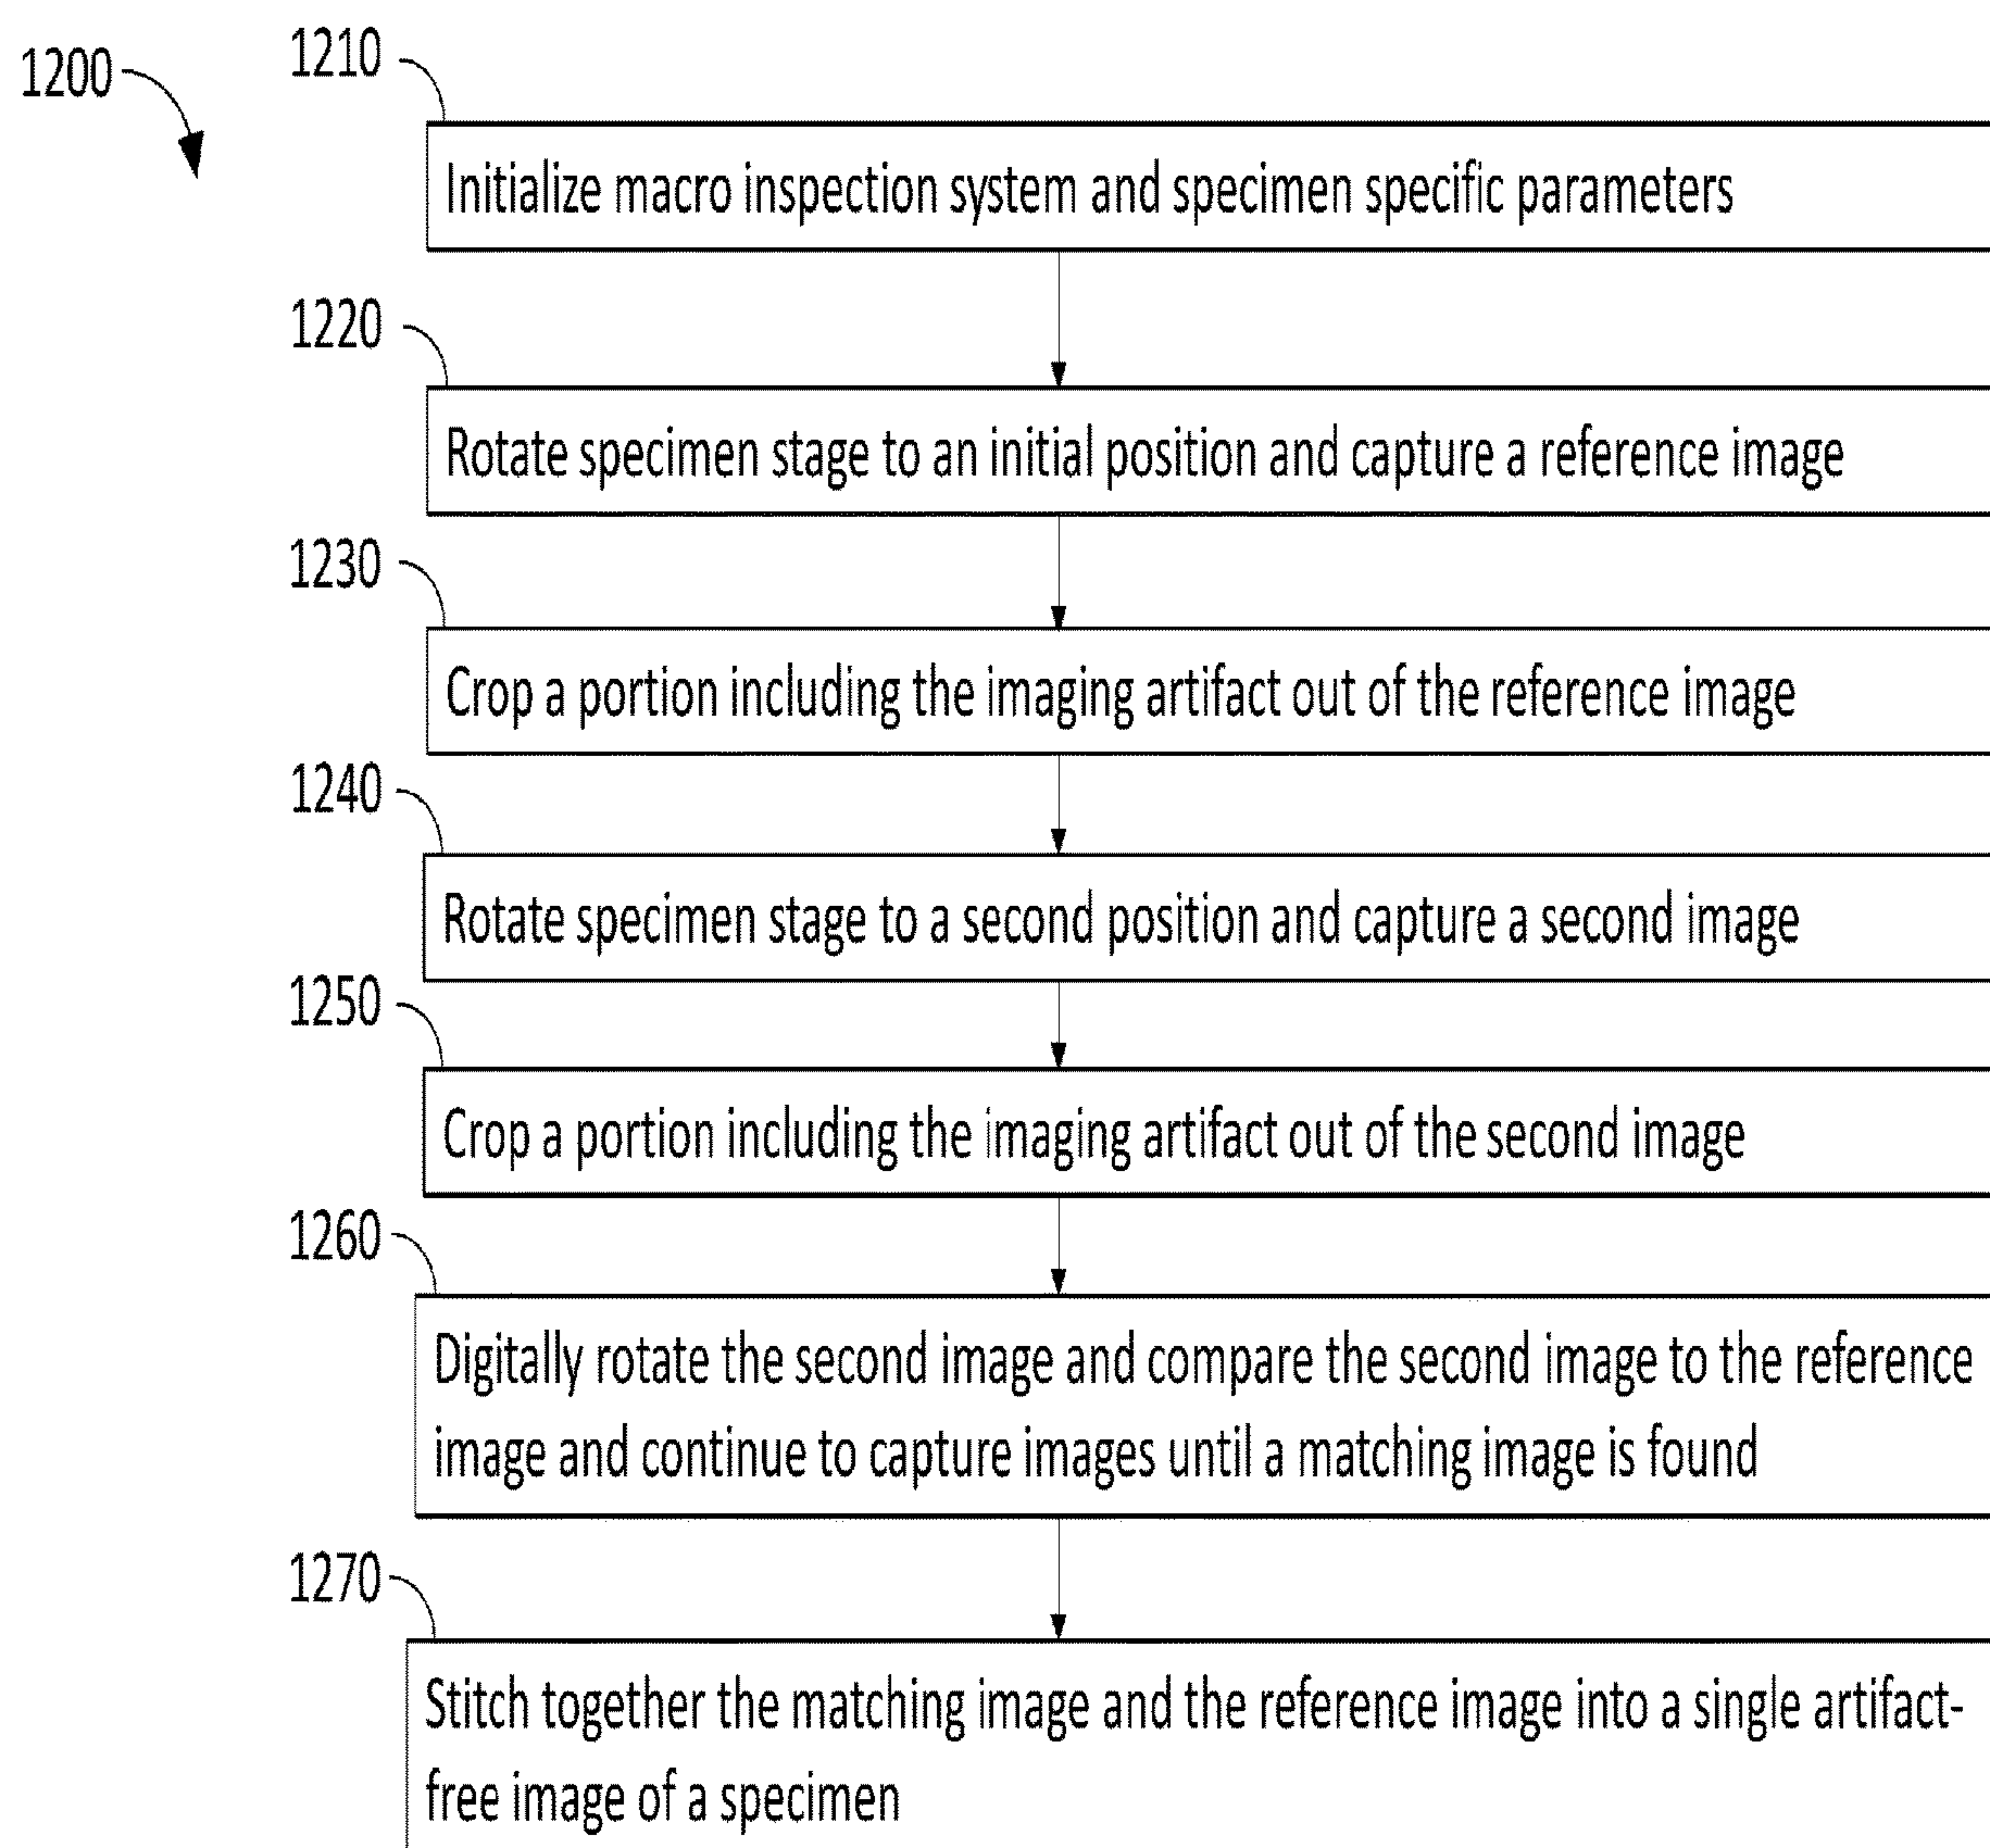 1200
1210
Initialize macro inspection system and specimen specific parameters
1220
Rotate specimen stage to an initial position and capture a reference image
1230
Crop a portion including the imaging artifact out of the reference image
1240
Rotate specimen stage to a second position and capture a second image
1250
Crop a portion including the imaging artifact out of the second image
1260
Digitally rotate the second image and compare the second image to the reference
image and continue to capture images until a matching image is found
1270
Stitch together the matching image and the reference image into a single artifact-
free image of a specimen